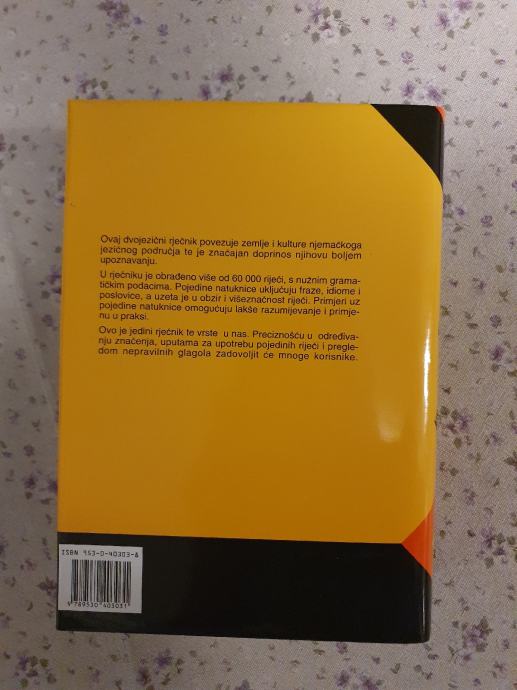 Ovaj dvojezični rječnik povezuje zemlje i kulture njemačkoga
jezičnog područja te je značajan doprinos njihovu boljem
upoznavanju.
U rječniku je obrađeno više od 60 000 riječi, s nužnim grama-
tičkim podacima. Pojedine natuknice uključuju fraze, idiome i
poslovice, a uzeta je u obzir i višeznačnost riječi. Primjeri uz
pojedine natuknice omogućuju lakše razumijevanje i primje-
nu u praksi.
Ovo je jedini rječnik te vrste u nas. Preciznošću u određiva-
nju značenja, uputama za upotrebu pojedinih riječi i pregle-
dom nepravilnih glagola zadovoljit će mnoge korisnike.
ISBN 953-0-40303-8
9 789530 403031